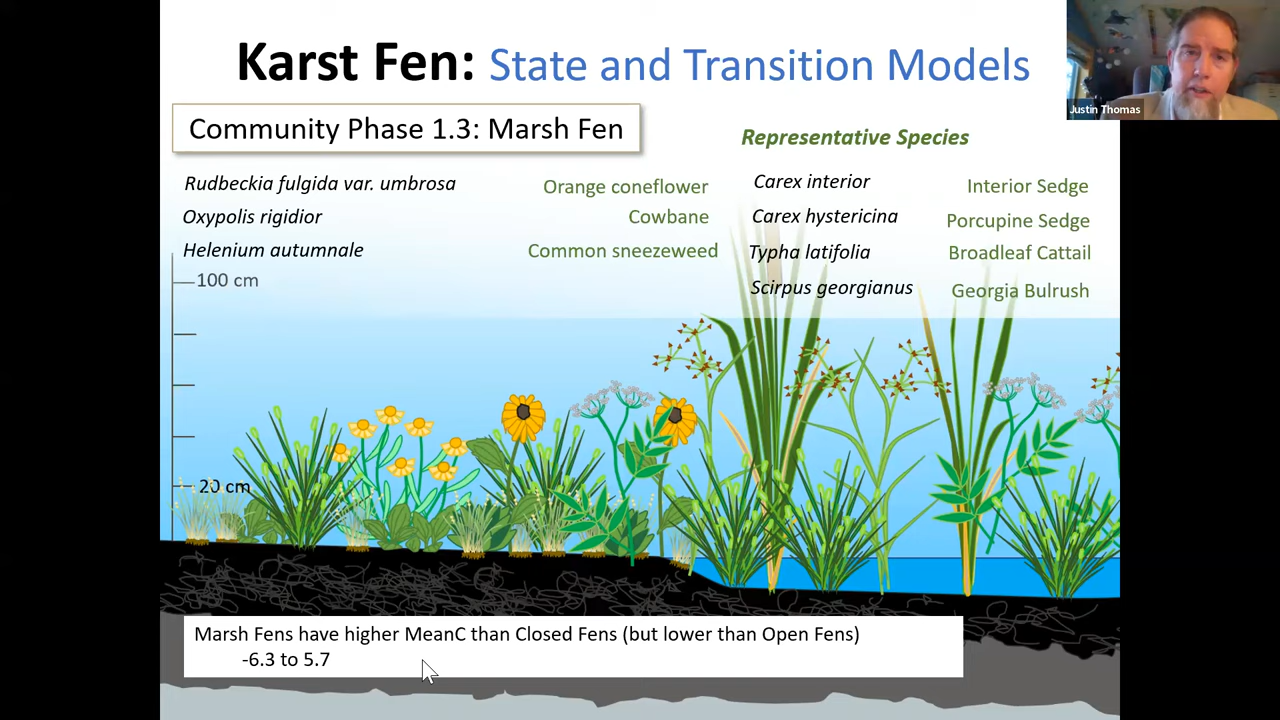 Karst Fen: State and Transition Models
Justin Thomas
Community Phase 1.3: Marsh Fen
Representative Species
Rudbeckia fulgida var. umbrosa Orange coneflower
Oxypolis rigidior Cowbane
Helenium autumnale Common sneezeweed
Carex interior Interior Sedge
Carex hystericina Porcupine Sedge
Typha latifolia Broadleaf Cattail
Scirpus georgianus Georgia Bulrush
100 cm
20 cm
Marsh Fens have higher MeanC than Closed Fens (but lower than Open Fens)
-6.3 to 5.7